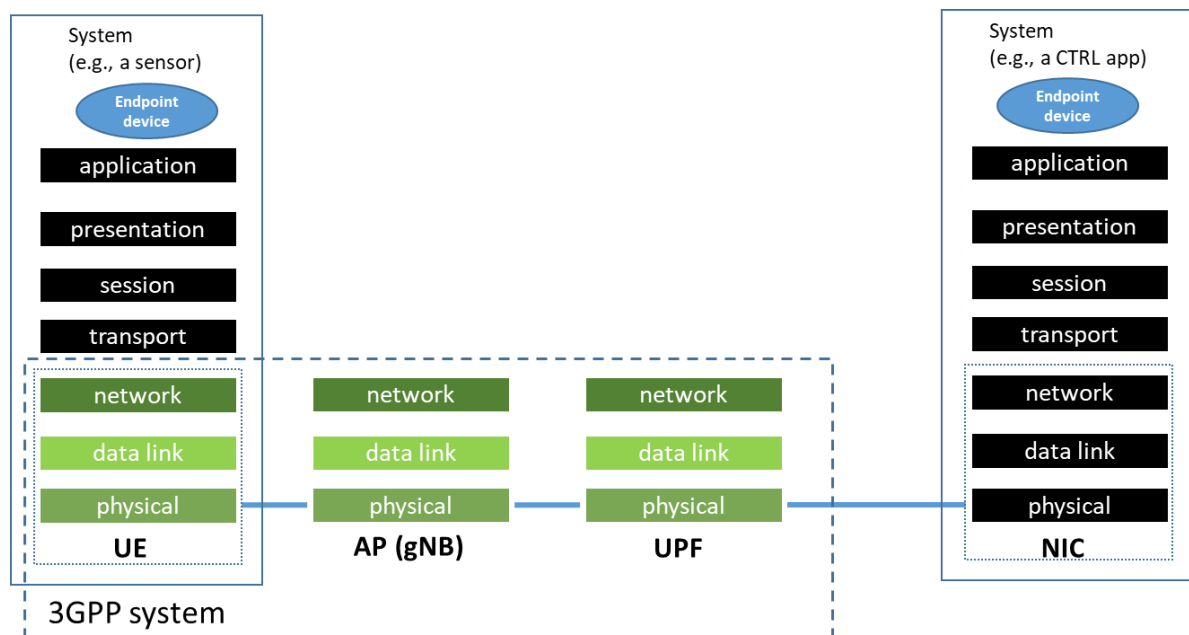 System
(e.g., a sensor)
Endpoint
device
application
presentation
session
transport
network
data link
physical
UE
network
data link
physical
AP (gNB)
network
data link
physical
UPF
3GPP system
System
(e.g., a CTRL app)
Endpoint
device
application
presentation
session
transport
network
data link
physical
NIC